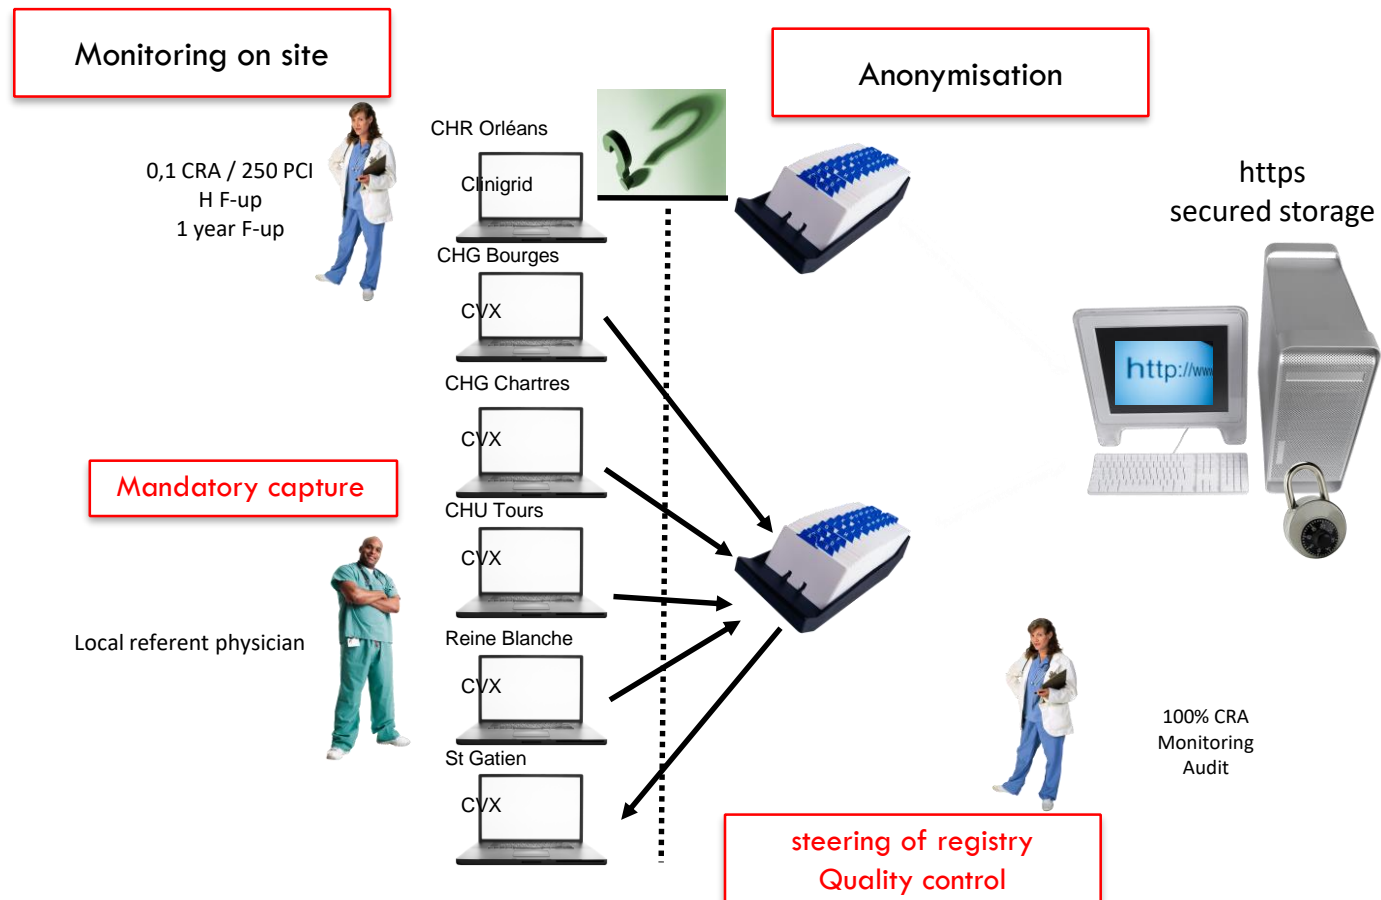 Monitoring on site
Anonymisation
CHR Orléans
0,1 CRA / 250 PCI
H F-up
1 year F-up
Clinigrid
https
secured storage
CHG Bourges
CVX
http://www
CHG Chartres
CVX
Mandatory capture
CHU Tours
CVX
Local referent physician
Reine Blanche
CVX
100% CRA
Monitoring
Audit
St Gatien
CVX
steering of registry
Quality control